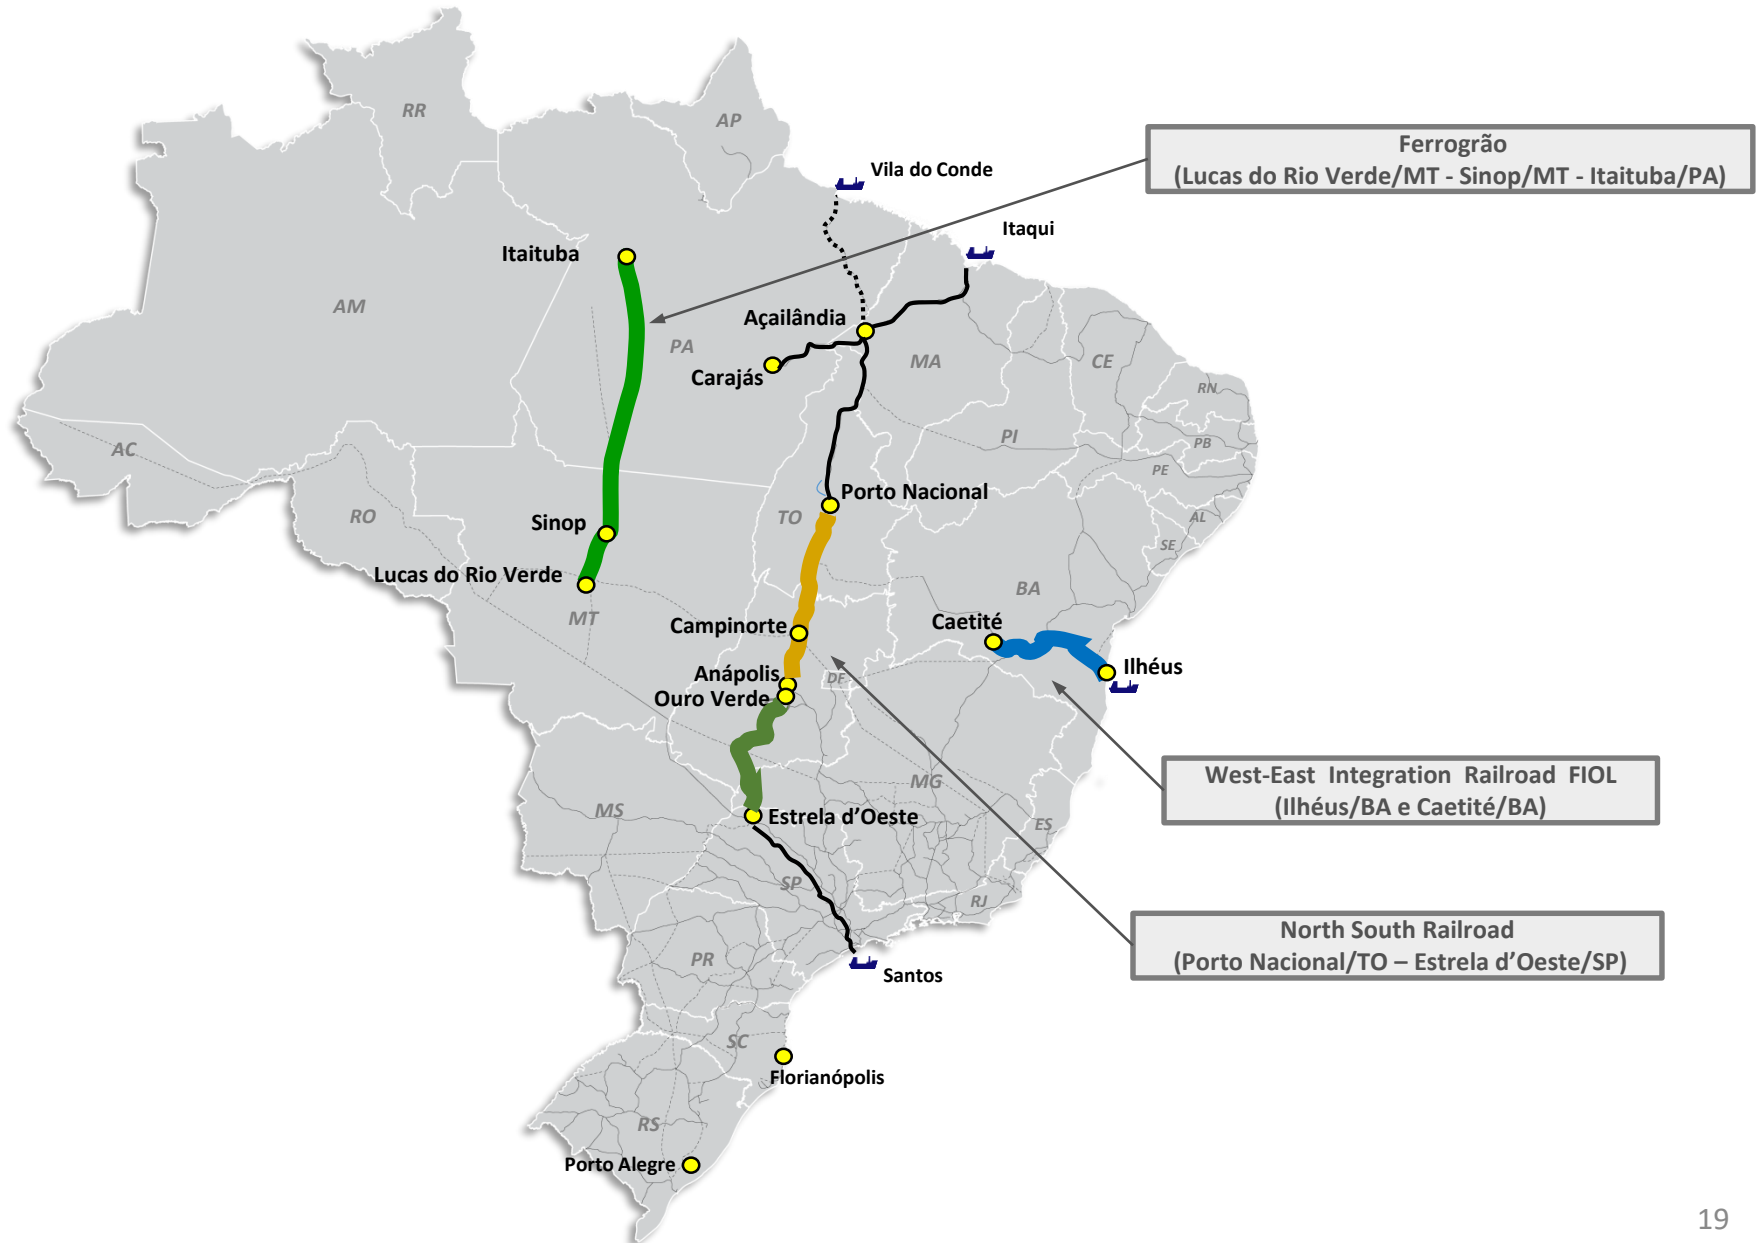 RR
AP
Ferrogrão
(Lucas do Rio Verde/MT - Sinop/MT - Itaituba/PA)
Vila do Conde
Itaqui
Itaituba
AM
Açailândia
PA
MA
CE
Carajás
RN
AC
PI
PB
PE
Porto Nacional
RO
TO
AL
Sinop
SE
Lucas do Rio Verde
BA
MT
Campinorte
Caetité
Anápolis
DF
Ilhéus
Ouro Verde
West-East Integration Railroad FIOL
(Ilhéus/BA e Caetité/BA)
MG
MS
Estrela d’Oeste
ES
SP
RJ
North South Railroad
(Porto Nacional/TO – Estrela d’Oeste/SP)
PR
Santos
SC
Florianópolis
RS
Porto Alegre
19